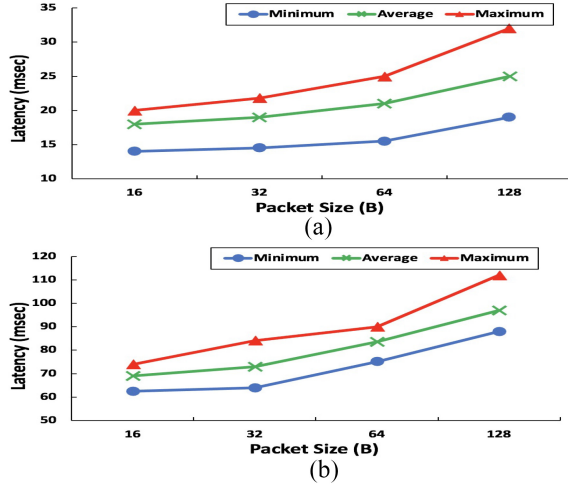 Minimum Average Maximum
35
30
25
20
15
10
Latency (msec)
16 32 64 128
Packet Size (B)
(a)
Minimum Average Maximum
120
110
100
90
80
70
60
50
Latency (msec)
16 32 64 128
Packet Size (B)
(b)